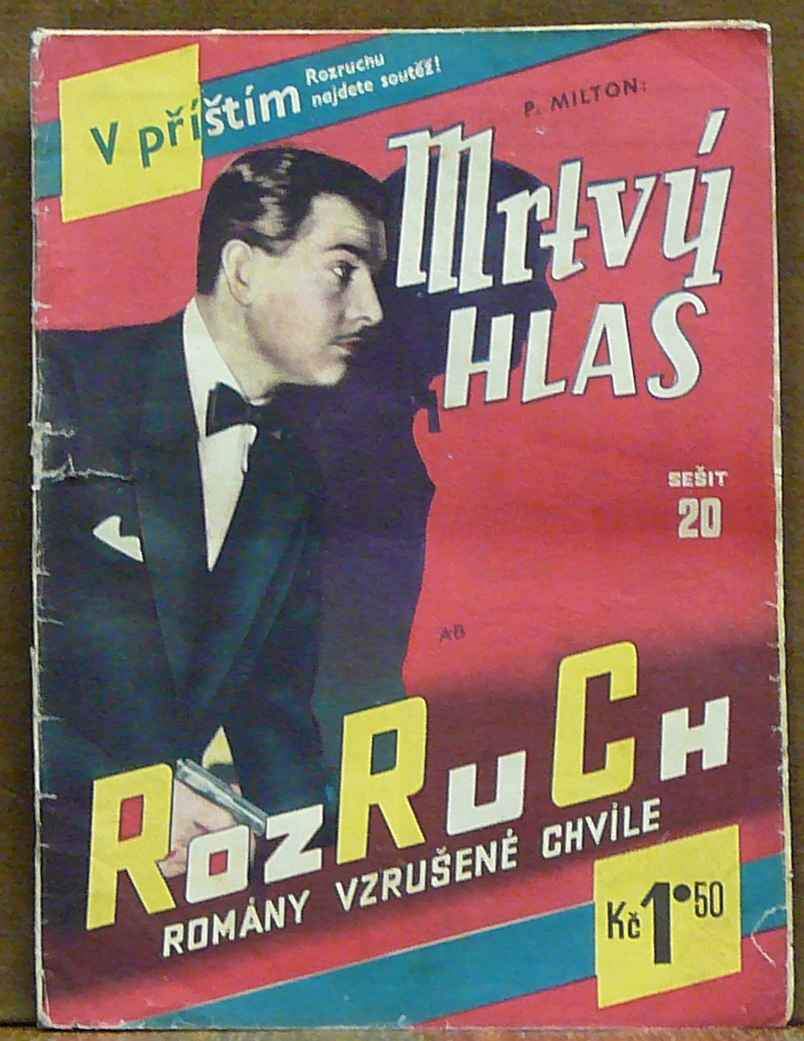 V příštím
Rozruchu
najdete soutěž!
P. MILTON:
Mrtvý
HLAS
SEŠIT
20
AB
RozRuCh
ROMÁNY VZRUŠENÉ CHVÍLE
Kč 1•50